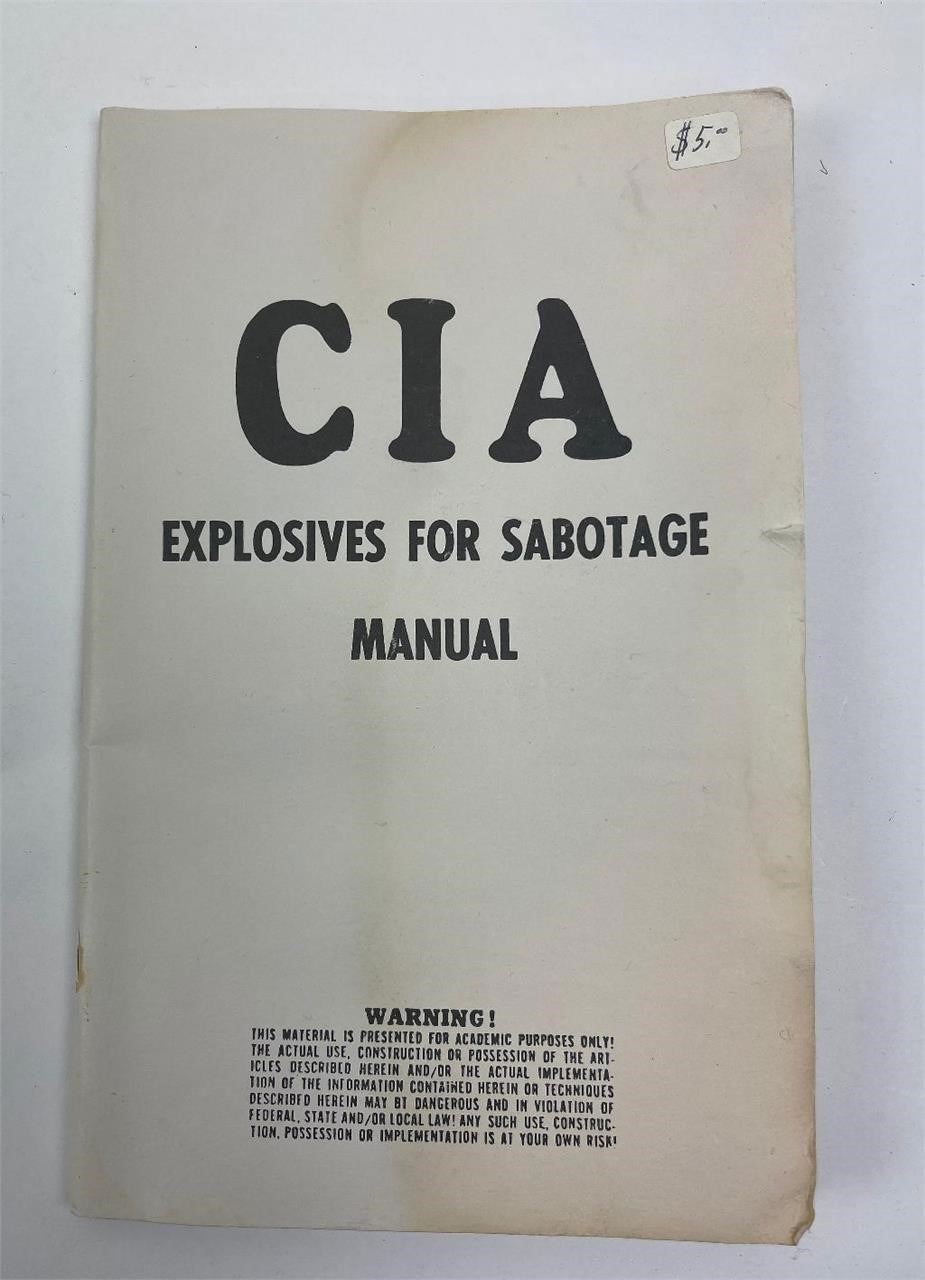 $5.00
CIA
EXPLOSIVES FOR SABOTAGE
MANUAL
WARNING!
THIS MATERIAL IS PRESENTED FOR ACADEMIC PURPOSES ONLY!
THE ACTUAL USE, CONSTRUCTION OR POSSESSION OF THE ART-
ICLES DESCRIBED HEREIN AND/OR THE ACTUAL IMPLEMENTA-
TION OF THE INFORMATION CONTAINED HEREIN OR TECHNIQUES
DESCRIBED HEREIN MAY BE DANGEROUS AND IN VIOLATION OF
FEDERAL, STATE AND/OR LOCAL LAW! ANY SUCH USE, CONSTRUC-
TION, POSSESSION OR IMPLEMENTATION IS AT YOUR OWN RISK!